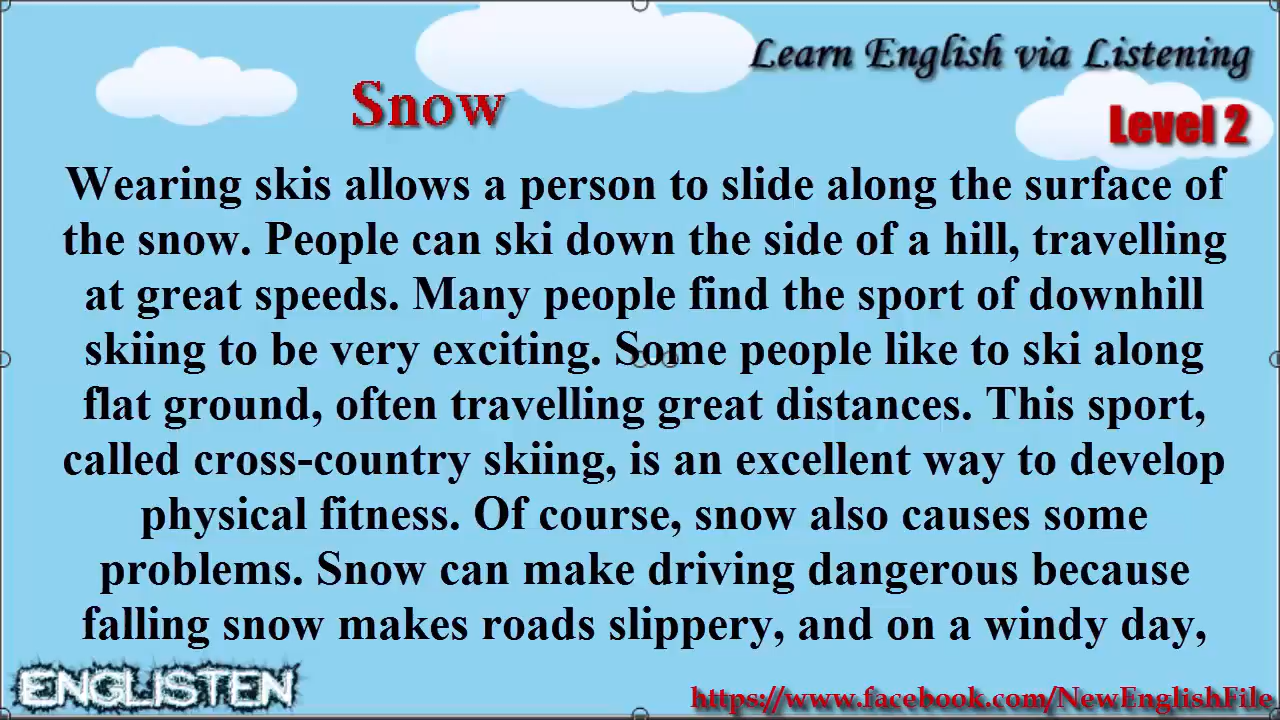 Learn English via Listening
Snow
Level 2
Wearing skis allows a person to slide along the surface of
the snow. People can ski down the side of a hill, travelling
at great speeds. Many people find the sport of downhill
skiing to be very exciting. Some people like to ski along
flat ground, often travelling great distances. This sport,
called cross-country skiing, is an excellent way to develop
physical fitness. Of course, snow also causes some
problems. Snow can make driving dangerous because
falling snow makes roads slippery, and on a windy day,
ENGLISTEN
https://www.facebook.com/NewEnglishFile